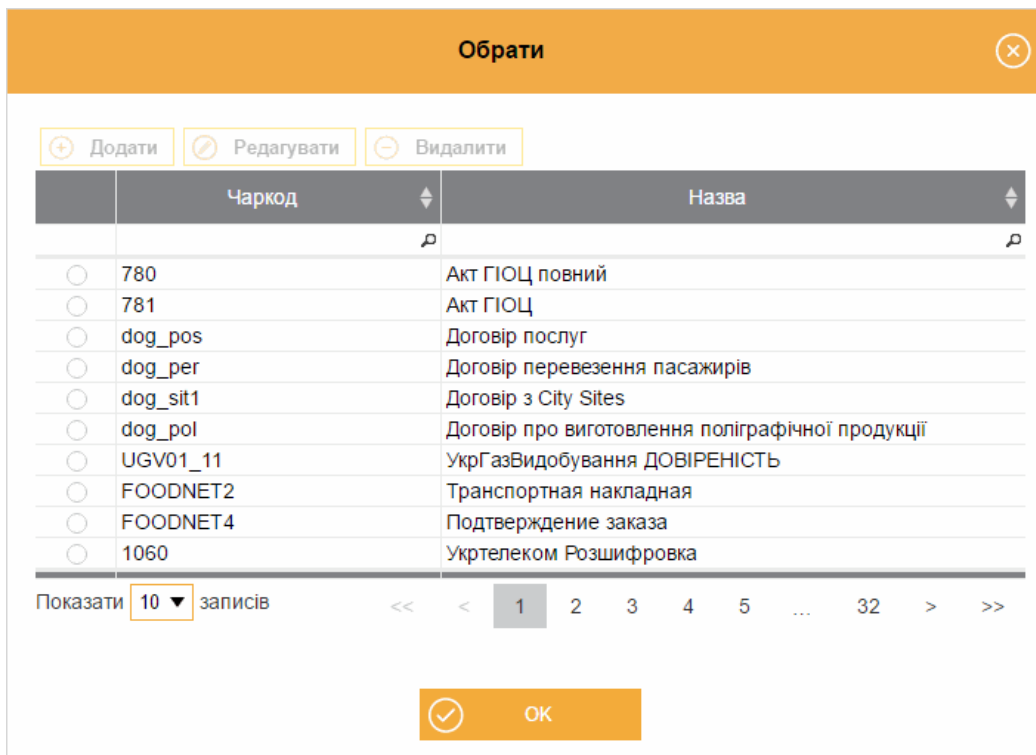 Обрати
Додати Редагувати Видалити
Чаркод Назва
780 Акт ГІОЦ повний
781 Акт ГІОЦ
dog_pos Договір послуг
dog_per Договір перевезення пасажирів
dog_sit1 Договір з City Sites
dog_pol Договір про виготовлення поліграфічної продукції
UGV01_11 УкрГазВидобування ДОВІРЕНІСТЬ
FOODNET2 Транспортная накладная
FOODNET4 Подтверждение заказа
1060 Укртелеком Розшифровка
Показати 10 записів << < 1 2 3 4 5 ... 32 > >>
OK